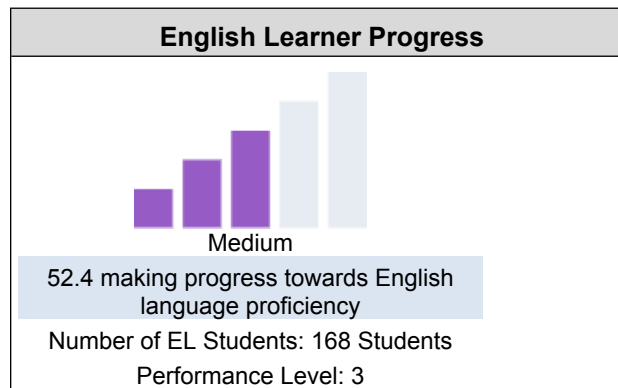 English Learner Progress
Medium
52.4 making progress towards English
language proficiency
Number of EL Students: 168 Students
Performance Level: 3